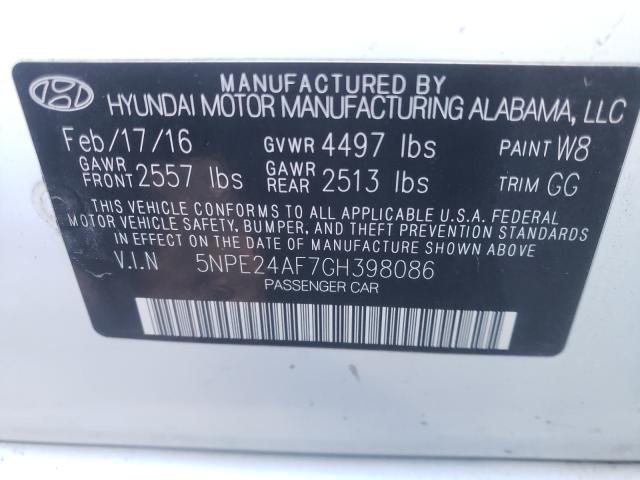 MANUFACTURED BY
HYUNDAI MOTOR MANUFACTURING ALABAMA, LLC
Feb/17/16 GVWR 4497 lbs PAINT W8
GAWR FRONT 2557 lbs GAWR REAR 2513 lbs TRIM GG
THIS VEHICLE CONFORMS TO ALL APPLICABLE U.S.A. FEDERAL
MOTOR VEHICLE SAFETY, BUMPER, AND THEFT PREVENTION STANDARDS
IN EFFECT ON THE DATE OF MANUFACTURE SHOWN ABOVE
V.I.N 5NPE24AF7GH398086
PASSENGER CAR